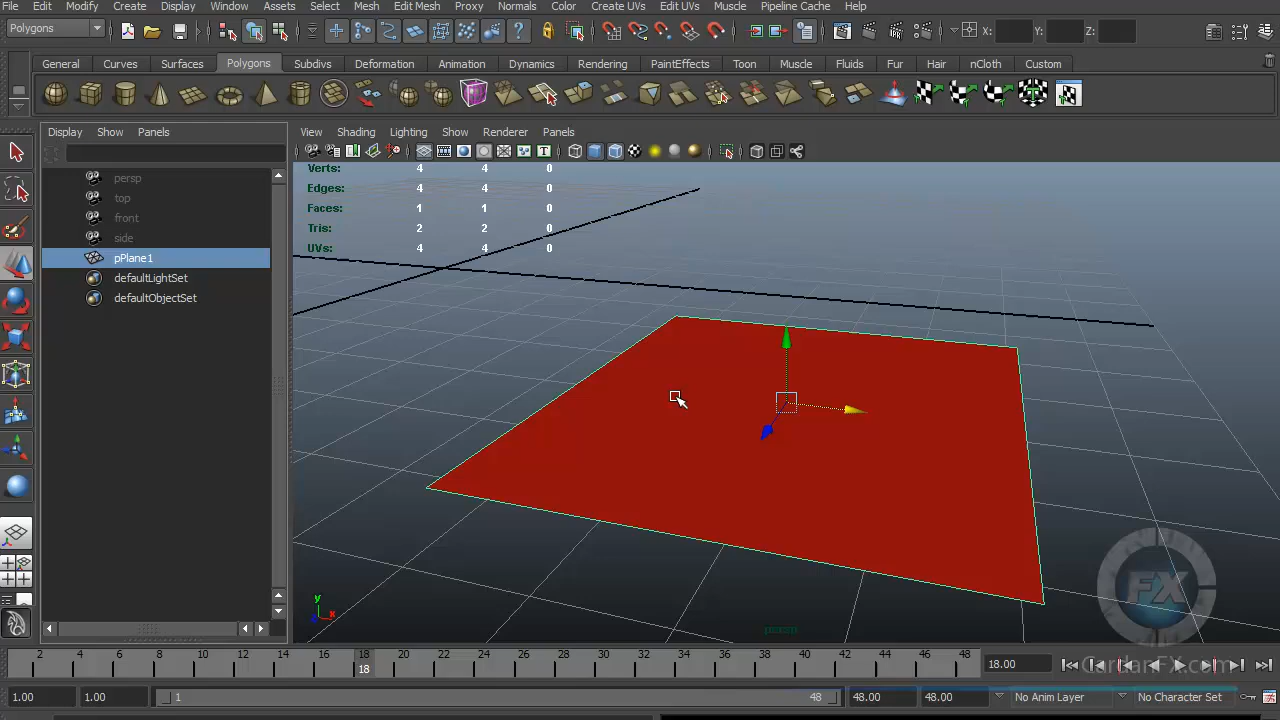 File Edit Modify Create Display Window Assets Select Mesh Edit Mesh Proxy Normals Color Create UVs Edit UVs Muscle Pipeline Cache Help
Polygons X: Y: Z:
General Curves Surfaces Polygons Subdivs Deformation Animation Dynamics Rendering PaintEffects Toon Muscle Fluids Fur Hair nCloth Custom
Display Show Panels
View Shading Lighting Show Renderer Panels
persp
top
front
side
pPlane1
defaultLightSet
defaultObjectSet
Verts: 4 4 0
Edges: 4 4 0
Faces: 1 1 0
Tris: 2 2 0
UVs: 4 4 0
FX
CardanFX.com
y
x
persp
2 4 6 8 10 12 14 16 18 20 22 24 26 28 30 32 34 36 38 40 42 44 46 48
18
18.00
1.00 1.00 1 48 48.00 48.00 No Anim Layer No Character Set